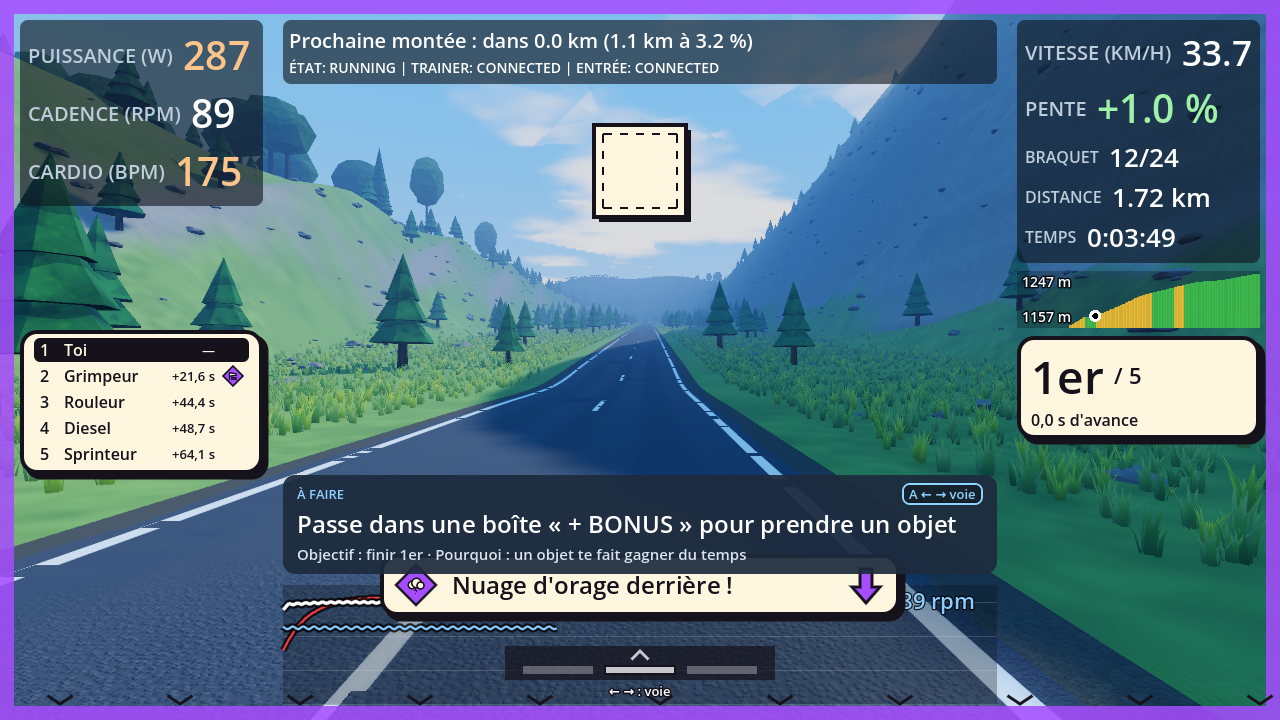 PUISSANCE (W) 287
CADENCE (RPM) 89
CARDIO (BPM) 175
Prochaine montée : dans 0.0 km (1.1 km à 3.2 %)
ÉTAT: RUNNING | TRAINER: CONNECTED | ENTRÉE: CONNECTED
VITESSE (KM/H) 33.7
PENTE +1.0 %
BRAQUET 12/24
DISTANCE 1.72 km
TEMPS 0:03:49
1247 m
1157 m
1 Toi —
2 Grimpeur +21,6 s
3 Rouleur +44,4 s
4 Diesel +48,7 s
5 Sprinteur +64,1 s
1er / 5
0,0 s d'avance
À FAIRE
A ← → voie
Passe dans une boîte « + BONUS » pour prendre un objet
Objectif : finir 1er · Pourquoi : un objet te fait gagner du temps
Nuage d'orage derrière !
89 rpm
← → : voie